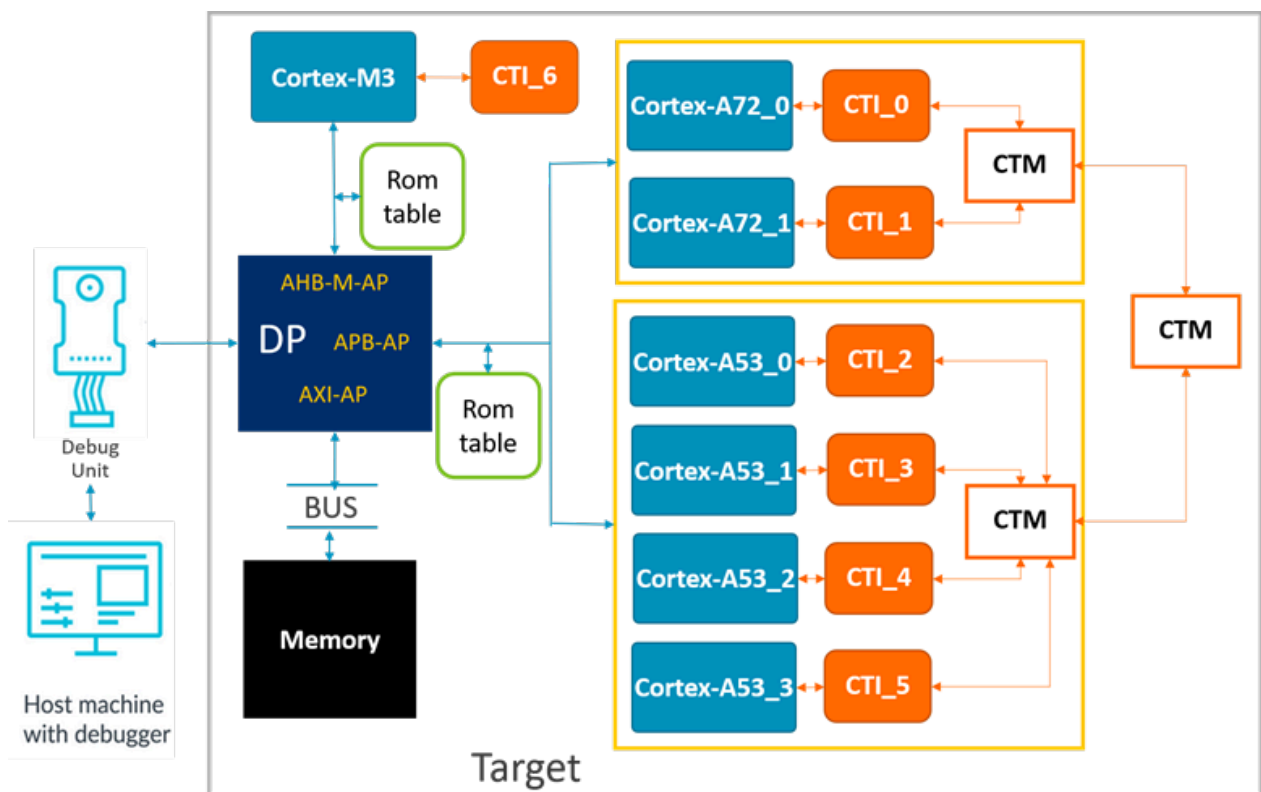 Cortex-M3
CTI_6
Rom
table
AHB-M-AP
DP
APB-AP
AXI-AP
Rom
table
BUS
Memory
Debug
Unit
Host machine
with debugger
Cortex-A72_0
CTI_0
Cortex-A72_1
CTI_1
CTM
Cortex-A53_0
CTI_2
Cortex-A53_1
CTI_3
Cortex-A53_2
CTI_4
Cortex-A53_3
CTI_5
CTM
CTM
Target